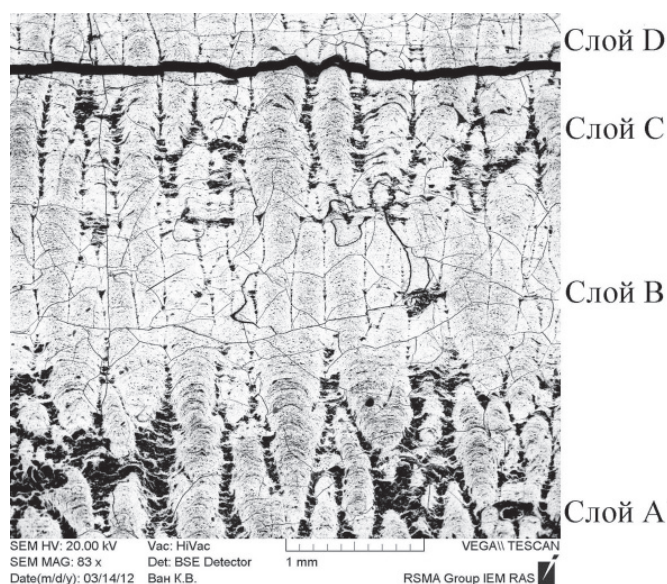 Слой D
Слой C
Слой B
Слой A
SEM HV: 20.00 kV Vac: HiVac VEGA\\ TESCAN
SEM MAG: 83 x Det: BSE Detector 1 mm
Date(m/d/y): 03/14/12 Ван К.В. RSMA Group IEM RAS